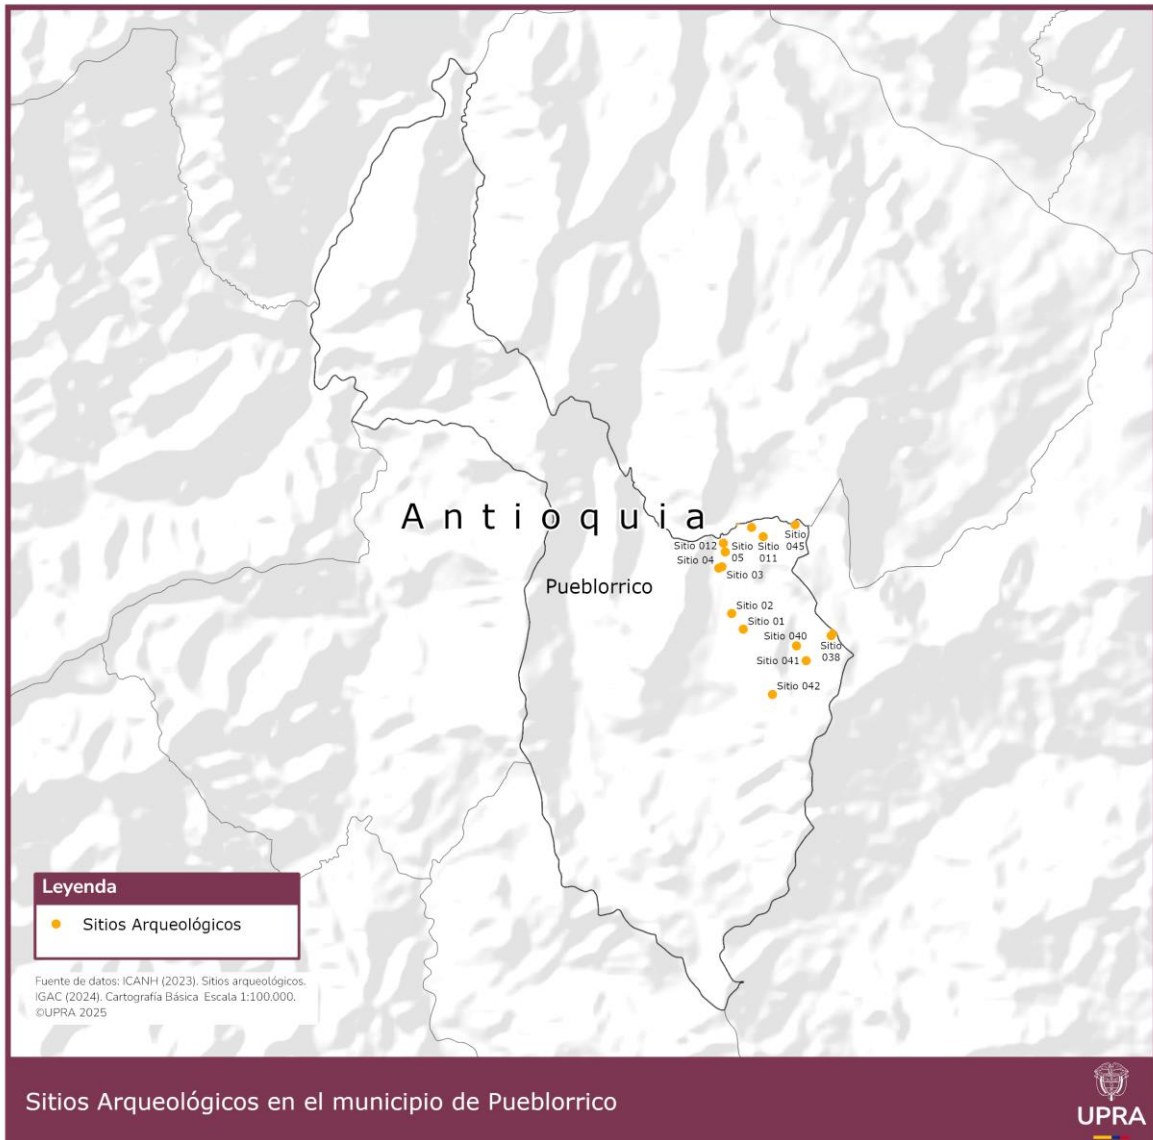 Antioquia
Sitio 012
Sitio
05
Sitio
011
Sitio
045
Sitio 04
Sitio 03
Pueblorrico
Sitio 02
Sitio 01
Sitio 040
Sitio
038
Sitio 041
Sitio 042
Leyenda
Sitios Arqueológicos
Fuente de datos: ICANH (2023). Sitios arqueológicos.
IGAC (2024). Cartografía Básica Escala 1:100.000.
©UPRA 2025
Sitios Arqueológicos en el municipio de Pueblorrico
UPRA